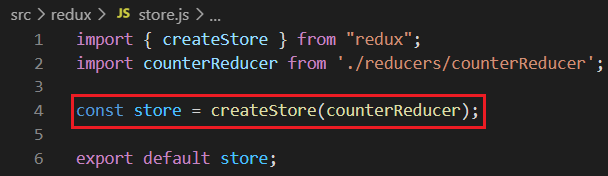 src > redux > JS store.js > ...
1 import { createStore } from "redux";
2 import counterReducer from './reducers/counterReducer';
3
4 const store = createStore(counterReducer);
5
6 export default store;